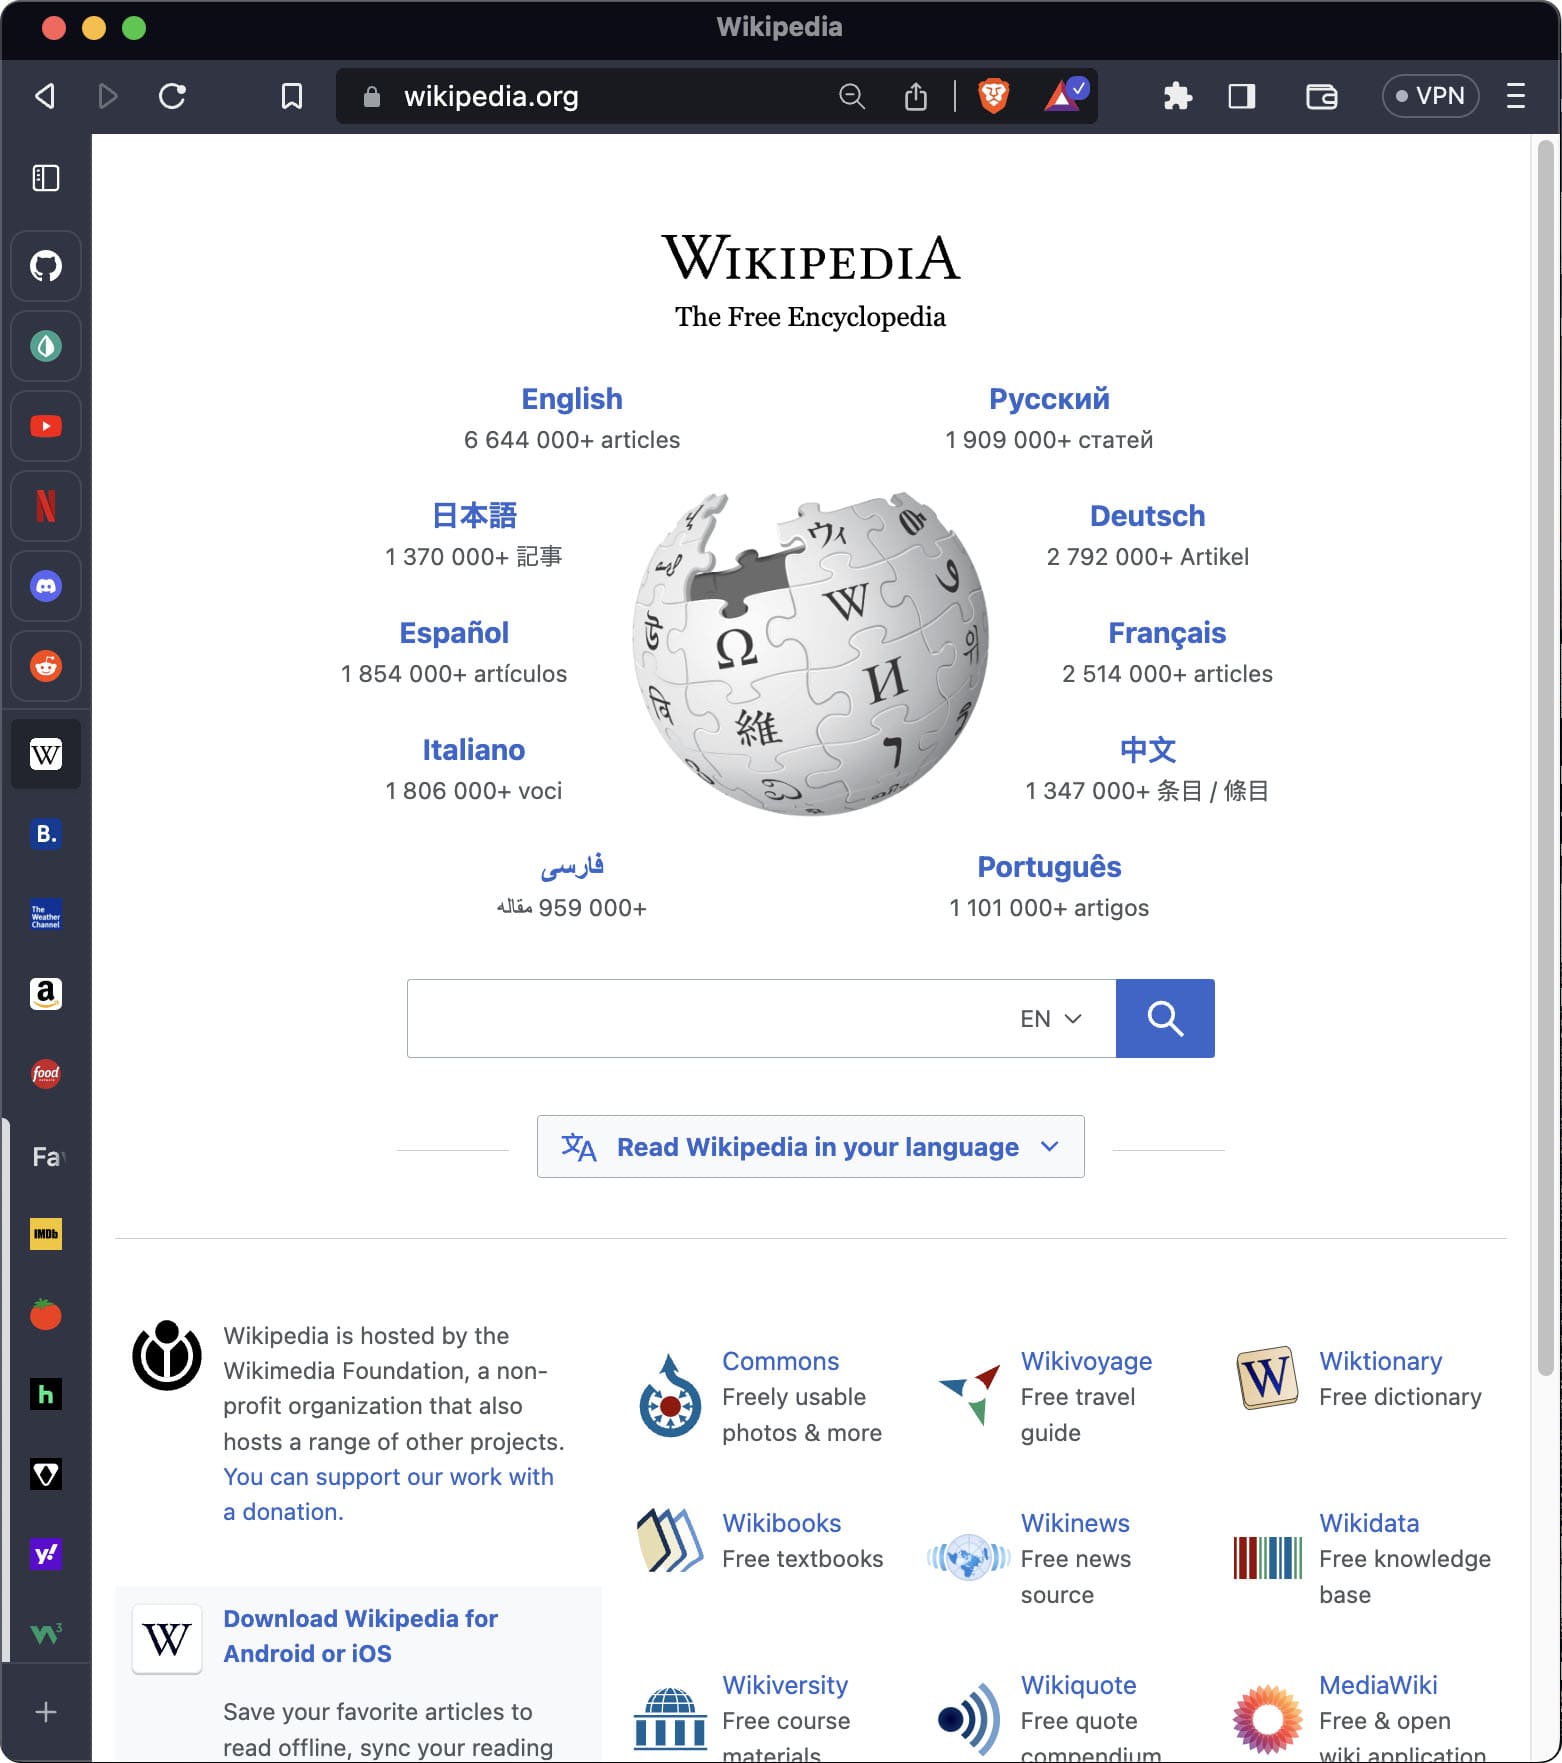 Wikipedia
wikipedia.org
VPN
WIKIPEDIA
The Free Encyclopedia
English
6 644 000+ articles
Русский
1 909 000+ статей
日本語
1 370 000+ 記事
Deutsch
2 792 000+ Artikel
Español
1 854 000+ artículos
Français
2 514 000+ articles
Italiano
1 806 000+ voci
中文
1 347 000+ 条目 / 條目
فارسی
۹۵۹ ۰۰۰+ مقاله
Português
1 101 000+ artigos
Ω
W
И
維
ウィ
위
EN
Read Wikipedia in your language
B.
The
Weather
Channel
a
food
Fa
IMDb
h
y!
W3
Wikipedia is hosted by the
Wikimedia Foundation, a non-
profit organization that also
hosts a range of other projects.
You can support our work with
a donation.
W
Download Wikipedia for
Android or iOS
Save your favorite articles to
read offline, sync your reading
Commons
Freely usable
photos & more
Wikivoyage
Free travel
guide
W
Wiktionary
Free dictionary
Wikibooks
Free textbooks
Wikinews
Free news
source
Wikidata
Free knowledge
base
Wikiversity
Free course
materials
Wikiquote
Free quote
compendium
MediaWiki
Free & open
wiki application